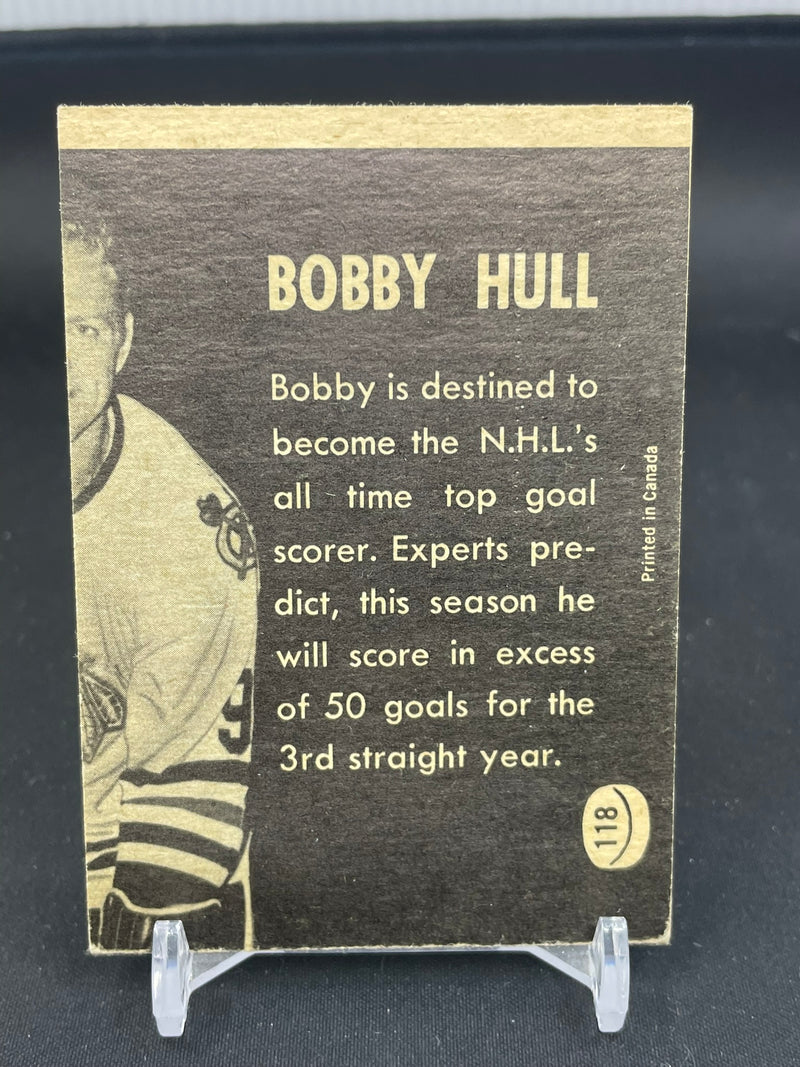 BOBBY HULL
Bobby is destined to
become the N.H.L.'s
all time top goal
scorer. Experts pre-
dict, this season he
will score in excess
of 50 goals for the
3rd straight year.
Printed in Canada
118
9